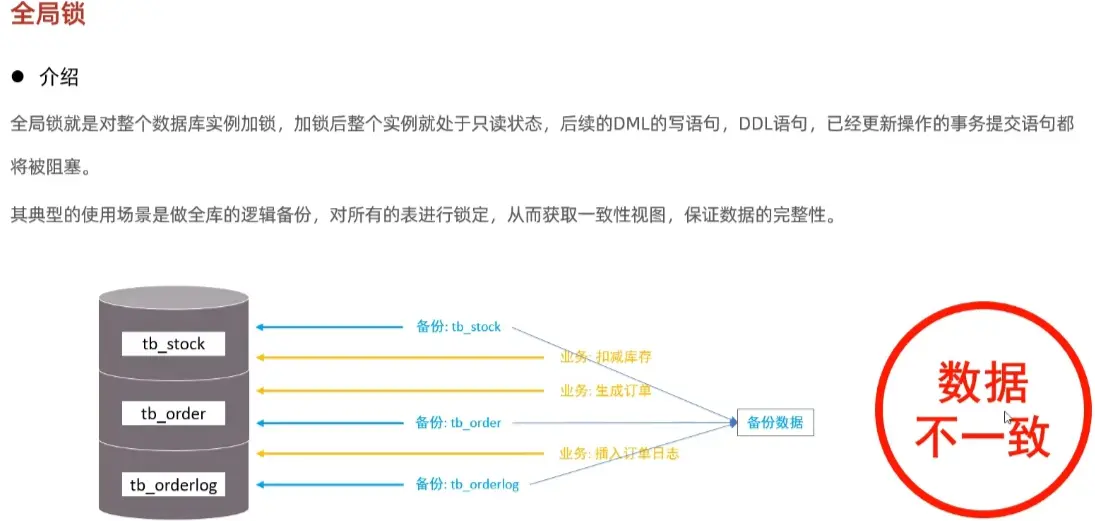 全局锁
● 介绍
全局锁就是对整个数据库实例加锁，加锁后整个实例就处于只读状态，后续的DML的写语句，DDL语句，已经更新操作的事务提交语句都
将被阻塞。
其典型的使用场景是做全库的逻辑备份，对所有的表进行锁定，从而获取一致性视图，保证数据的完整性。
备份: tb_stock
tb_stock
业务: 扣减库存
业务: 生成订单
tb_order
备份: tb_order
备份数据
业务: 插入订单日志
tb_orderlog
备份: tb_orderlog
数据
不一致